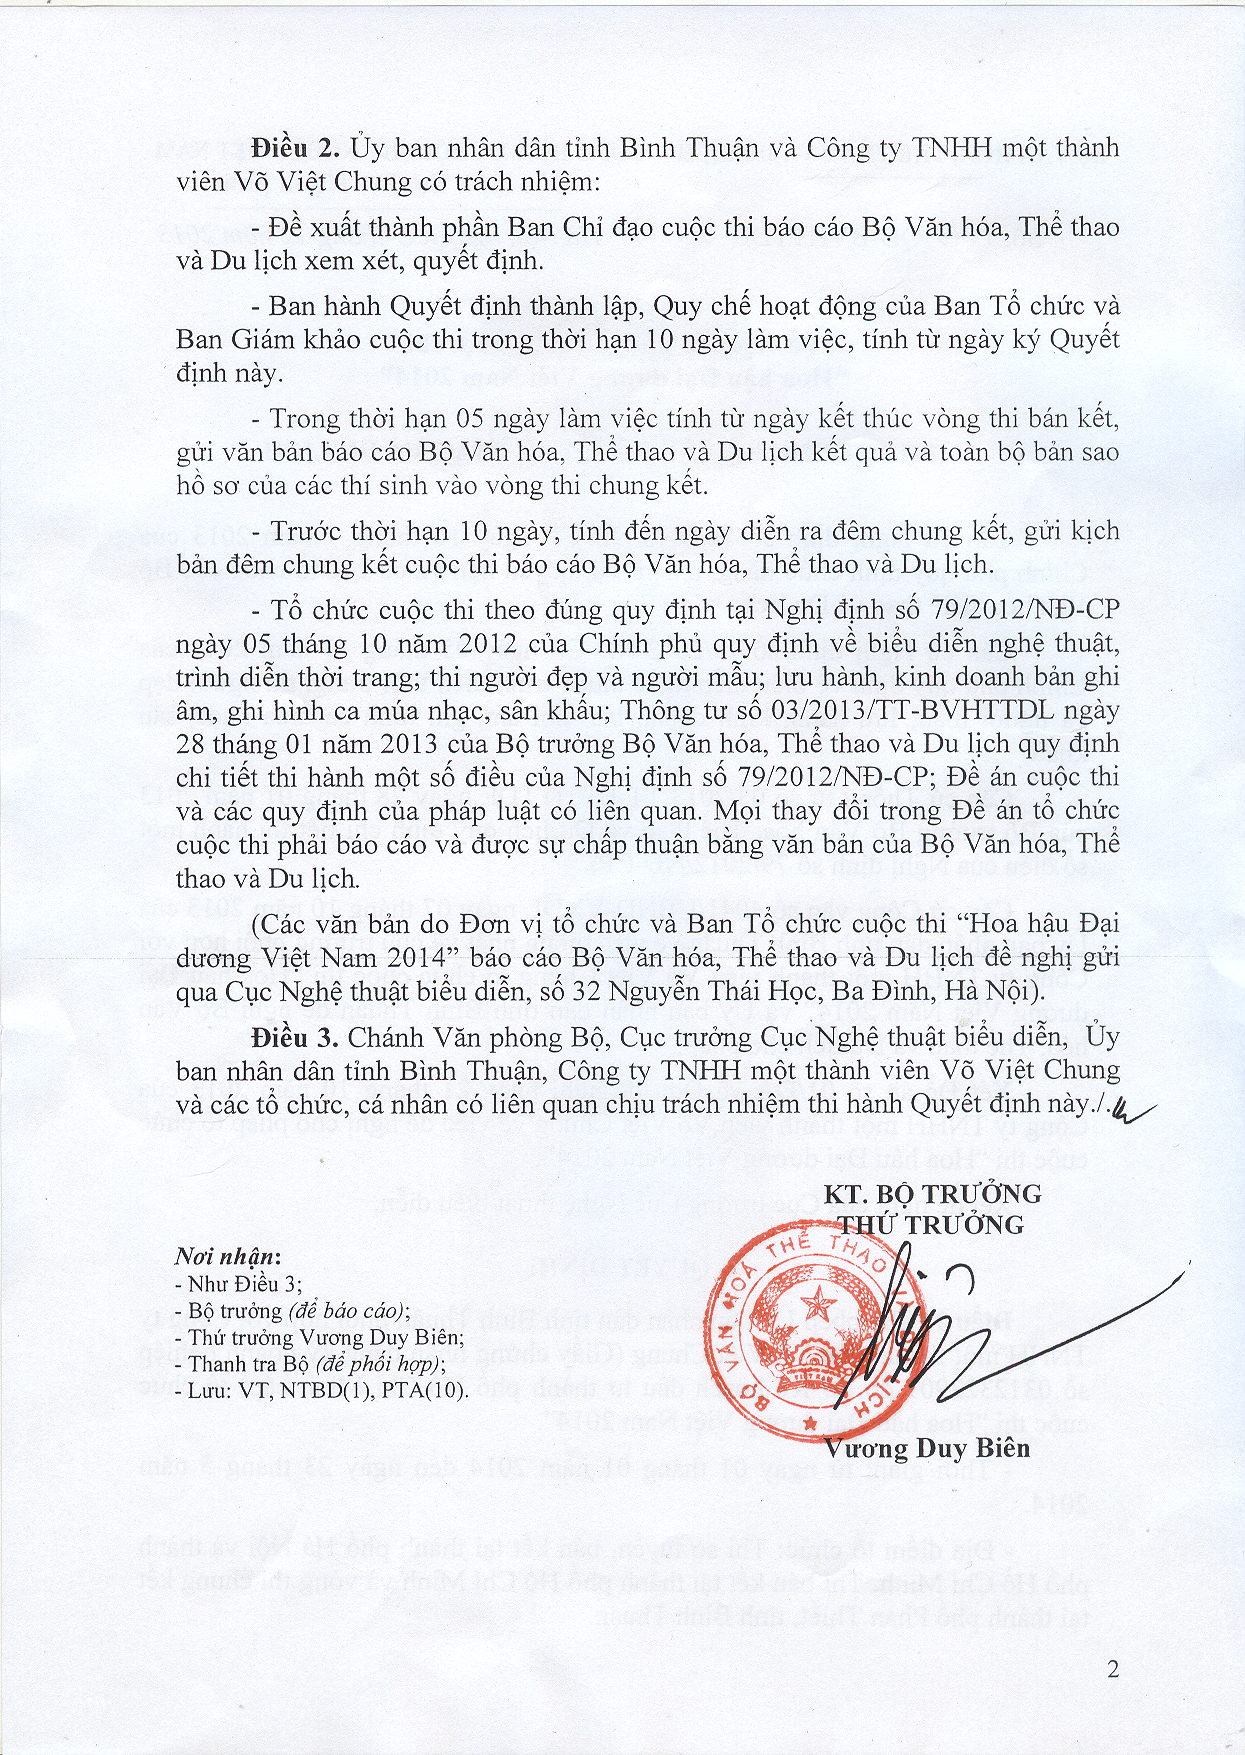 Điều 2. Ủy ban nhân dân tỉnh Bình Thuận và Công ty TNHH một thành
viên Võ Việt Chung có trách nhiệm:
- Đề xuất thành phần Ban Chỉ đạo cuộc thi báo cáo Bộ Văn hóa, Thể thao
và Du lịch xem xét, quyết định.
- Ban hành Quyết định thành lập, Quy chế hoạt động của Ban Tổ chức và
Ban Giám khảo cuộc thi trong thời hạn 10 ngày làm việc, tính từ ngày ký Quyết
định này.
- Trong thời hạn 05 ngày làm việc tính từ ngày kết thúc vòng thi bán kết,
gửi văn bản báo cáo Bộ Văn hóa, Thể thao và Du lịch kết quả và toàn bộ bản sao
hồ sơ của các thí sinh vào vòng thi chung kết.
- Trước thời hạn 10 ngày, tính đến ngày diễn ra đêm chung kết, gửi kịch
bản đêm chung kết cuộc thi báo cáo Bộ Văn hóa, Thể thao và Du lịch.
- Tổ chức cuộc thi theo đúng quy định tại Nghị định số 79/2012/NĐ-CP
ngày 05 tháng 10 năm 2012 của Chính phủ quy định về biểu diễn nghệ thuật,
trình diễn thời trang; thi người đẹp và người mẫu; lưu hành, kinh doanh bản ghi
âm, ghi hình ca múa nhạc, sân khấu; Thông tư số 03/2013/TT-BVHTTDL ngày
28 tháng 01 năm 2013 của Bộ trưởng Bộ Văn hóa, Thể thao và Du lịch quy định
chi tiết thi hành một số điều của Nghị định số 79/2012/NĐ-CP; Đề án cuộc thi
và các quy định của pháp luật có liên quan. Mọi thay đổi trong Đề án tổ chức
cuộc thi phải báo cáo và được sự chấp thuận bằng văn bản của Bộ Văn hóa, Thể
thao và Du lịch.
(Các văn bản do Đơn vị tổ chức và Ban Tổ chức cuộc thi “Hoa hậu Đại
dương Việt Nam 2014” báo cáo Bộ Văn hóa, Thể thao và Du lịch đề nghị gửi
qua Cục Nghệ thuật biểu diễn, số 32 Nguyễn Thái Học, Ba Đình, Hà Nội).
Điều 3. Chánh Văn phòng Bộ, Cục trưởng Cục Nghệ thuật biểu diễn, Ủy
ban nhân dân tỉnh Bình Thuận, Công ty TNHH một thành viên Võ Việt Chung
và các tổ chức, cá nhân có liên quan chịu trách nhiệm thi hành Quyết định này./.
KT. BỘ TRƯỞNG
THỨ TRƯỞNG
Nơi nhận:
- Như Điều 3;
- Bộ trưởng (để báo cáo);
- Thứ trưởng Vương Duy Biên;
- Thanh tra Bộ (để phối hợp);
- Lưu: VT, NTBD(1), PTA(10).
BỘ VĂN HOÁ THỂ THAO
LỊCH
VIỆT NAM
Vương Duy Biên
2